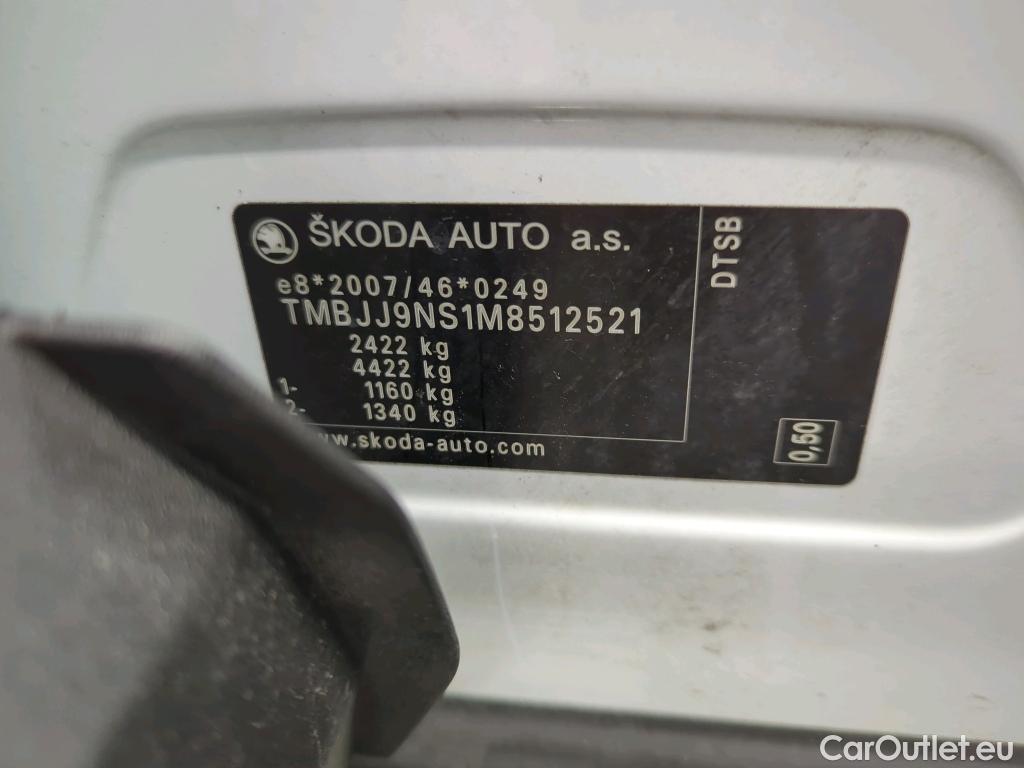 ŠKODA AUTO a.s.
e8*2007/46*0249
TMBJJ9NS1M8512521
2422 kg
4422 kg
1- 1160 kg
2- 1340 kg
www.skoda-auto.com
DTSB
0,50
CarOutlet.eu